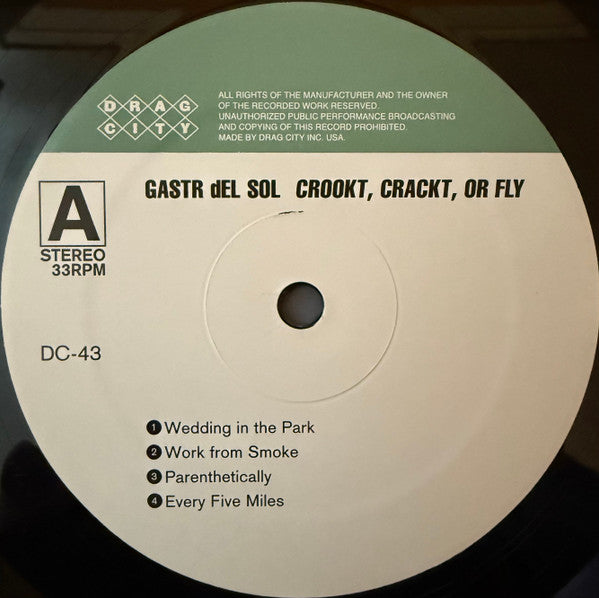 DRAG
CITY
ALL RIGHTS OF THE MANUFACTURER AND THE OWNER
OF THE RECORDED WORK RESERVED.
UNAUTHORIZED PUBLIC PERFORMANCE BROADCASTING
AND COPYING OF THIS RECORD PROHIBITED.
MADE BY DRAG CITY INC. USA.
GASTR dEL SOL CROOKT, CRACKT, OR FLY
A
STEREO
33RPM
DC-43
1 Wedding in the Park
2 Work from Smoke
3 Parenthetically
4 Every Five Miles